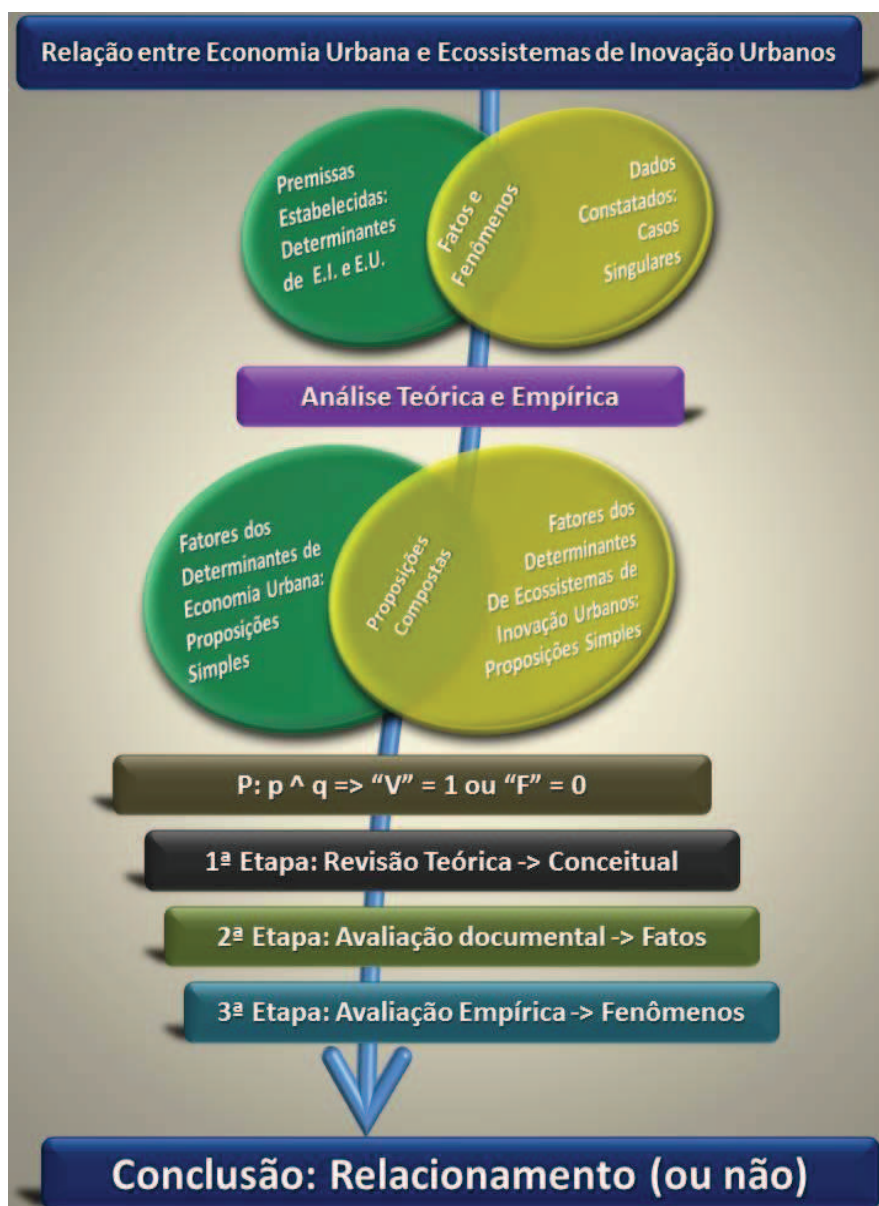 Relação entre Economia Urbana e Ecossistemas de Inovação Urbanos
Premissas
Estabelecidas:
Determinantes
de E.I. e E.U.
Fatos e
Fenômenos
Dados
Constatados:
Casos
Singulares
Análise Teórica e Empírica
Fatores dos
Determinantes de
Economia Urbana:
Proposições
Simples
Proposições
Compostas
Fatores dos
Determinantes
De Ecossistemas de
Inovação Urbanos:
Proposições Simples
P: p ^ q => “V” = 1 ou “F” = 0
1ª Etapa: Revisão Teórica -> Conceitual
2ª Etapa: Avaliação documental -> Fatos
3ª Etapa: Avaliação Empírica -> Fenômenos
Conclusão: Relacionamento (ou não)